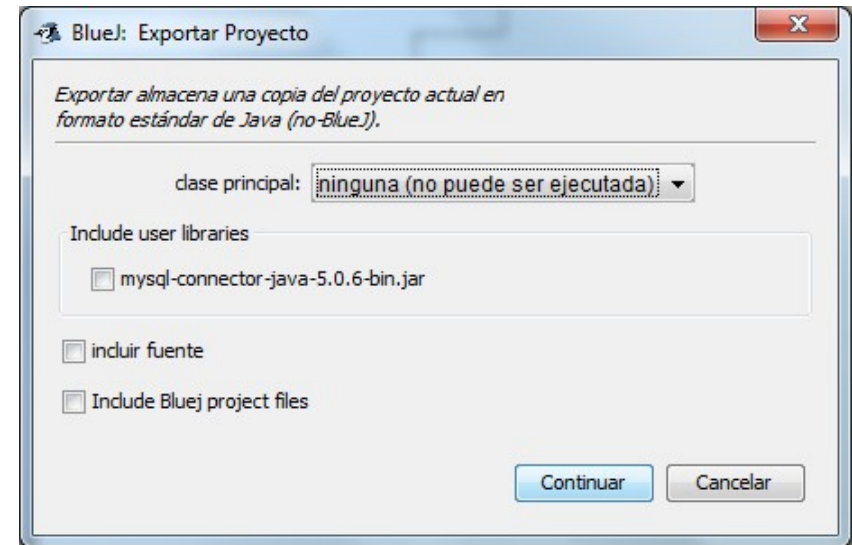 BlueJ: Exportar Proyecto
Exportar almacena una copia del proyecto actual en
formato estándar de Java (no-BlueJ).
clase principal: ninguna (no puede ser ejecutada)
Include user libraries
mysql-connector-java-5.0.6-bin.jar
incluir fuente
Include Bluej project files
Continuar Cancelar